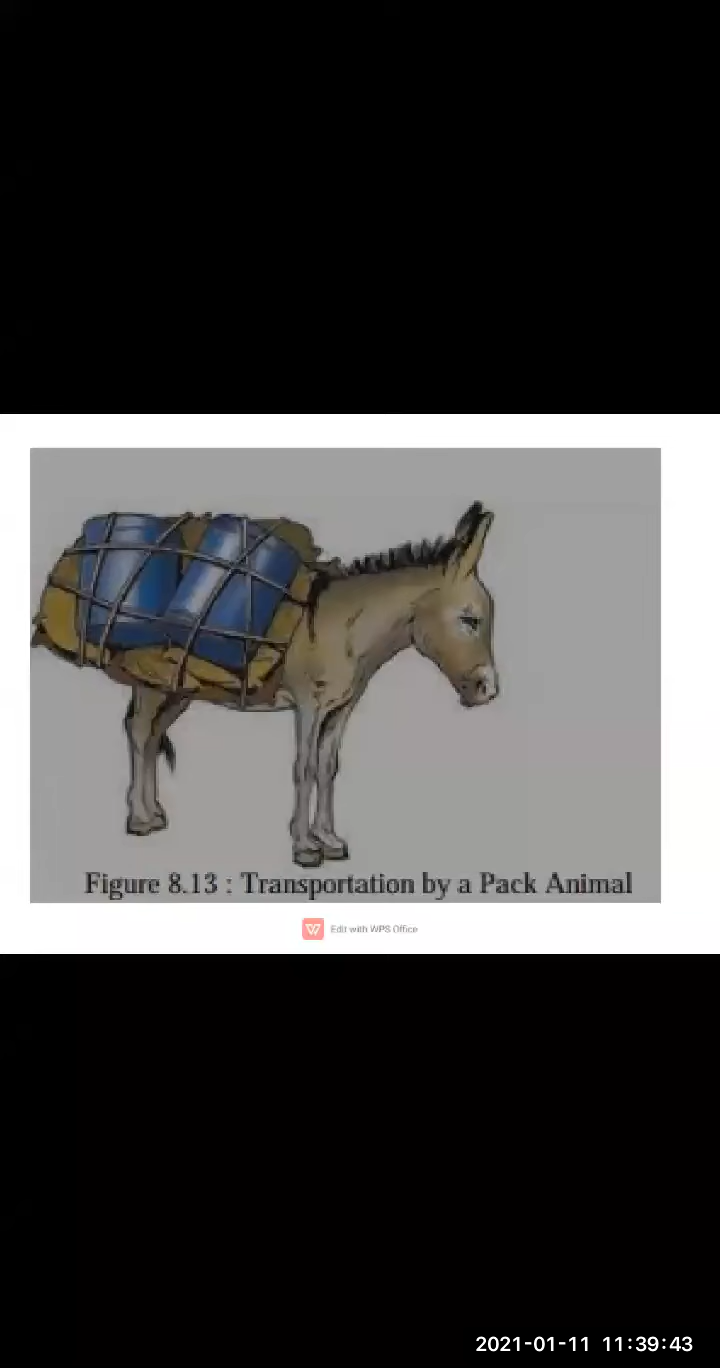 Figure 8.13 : Transportation by a Pack Animal
Edit with WPS Office
2021-01-11 11:39:43